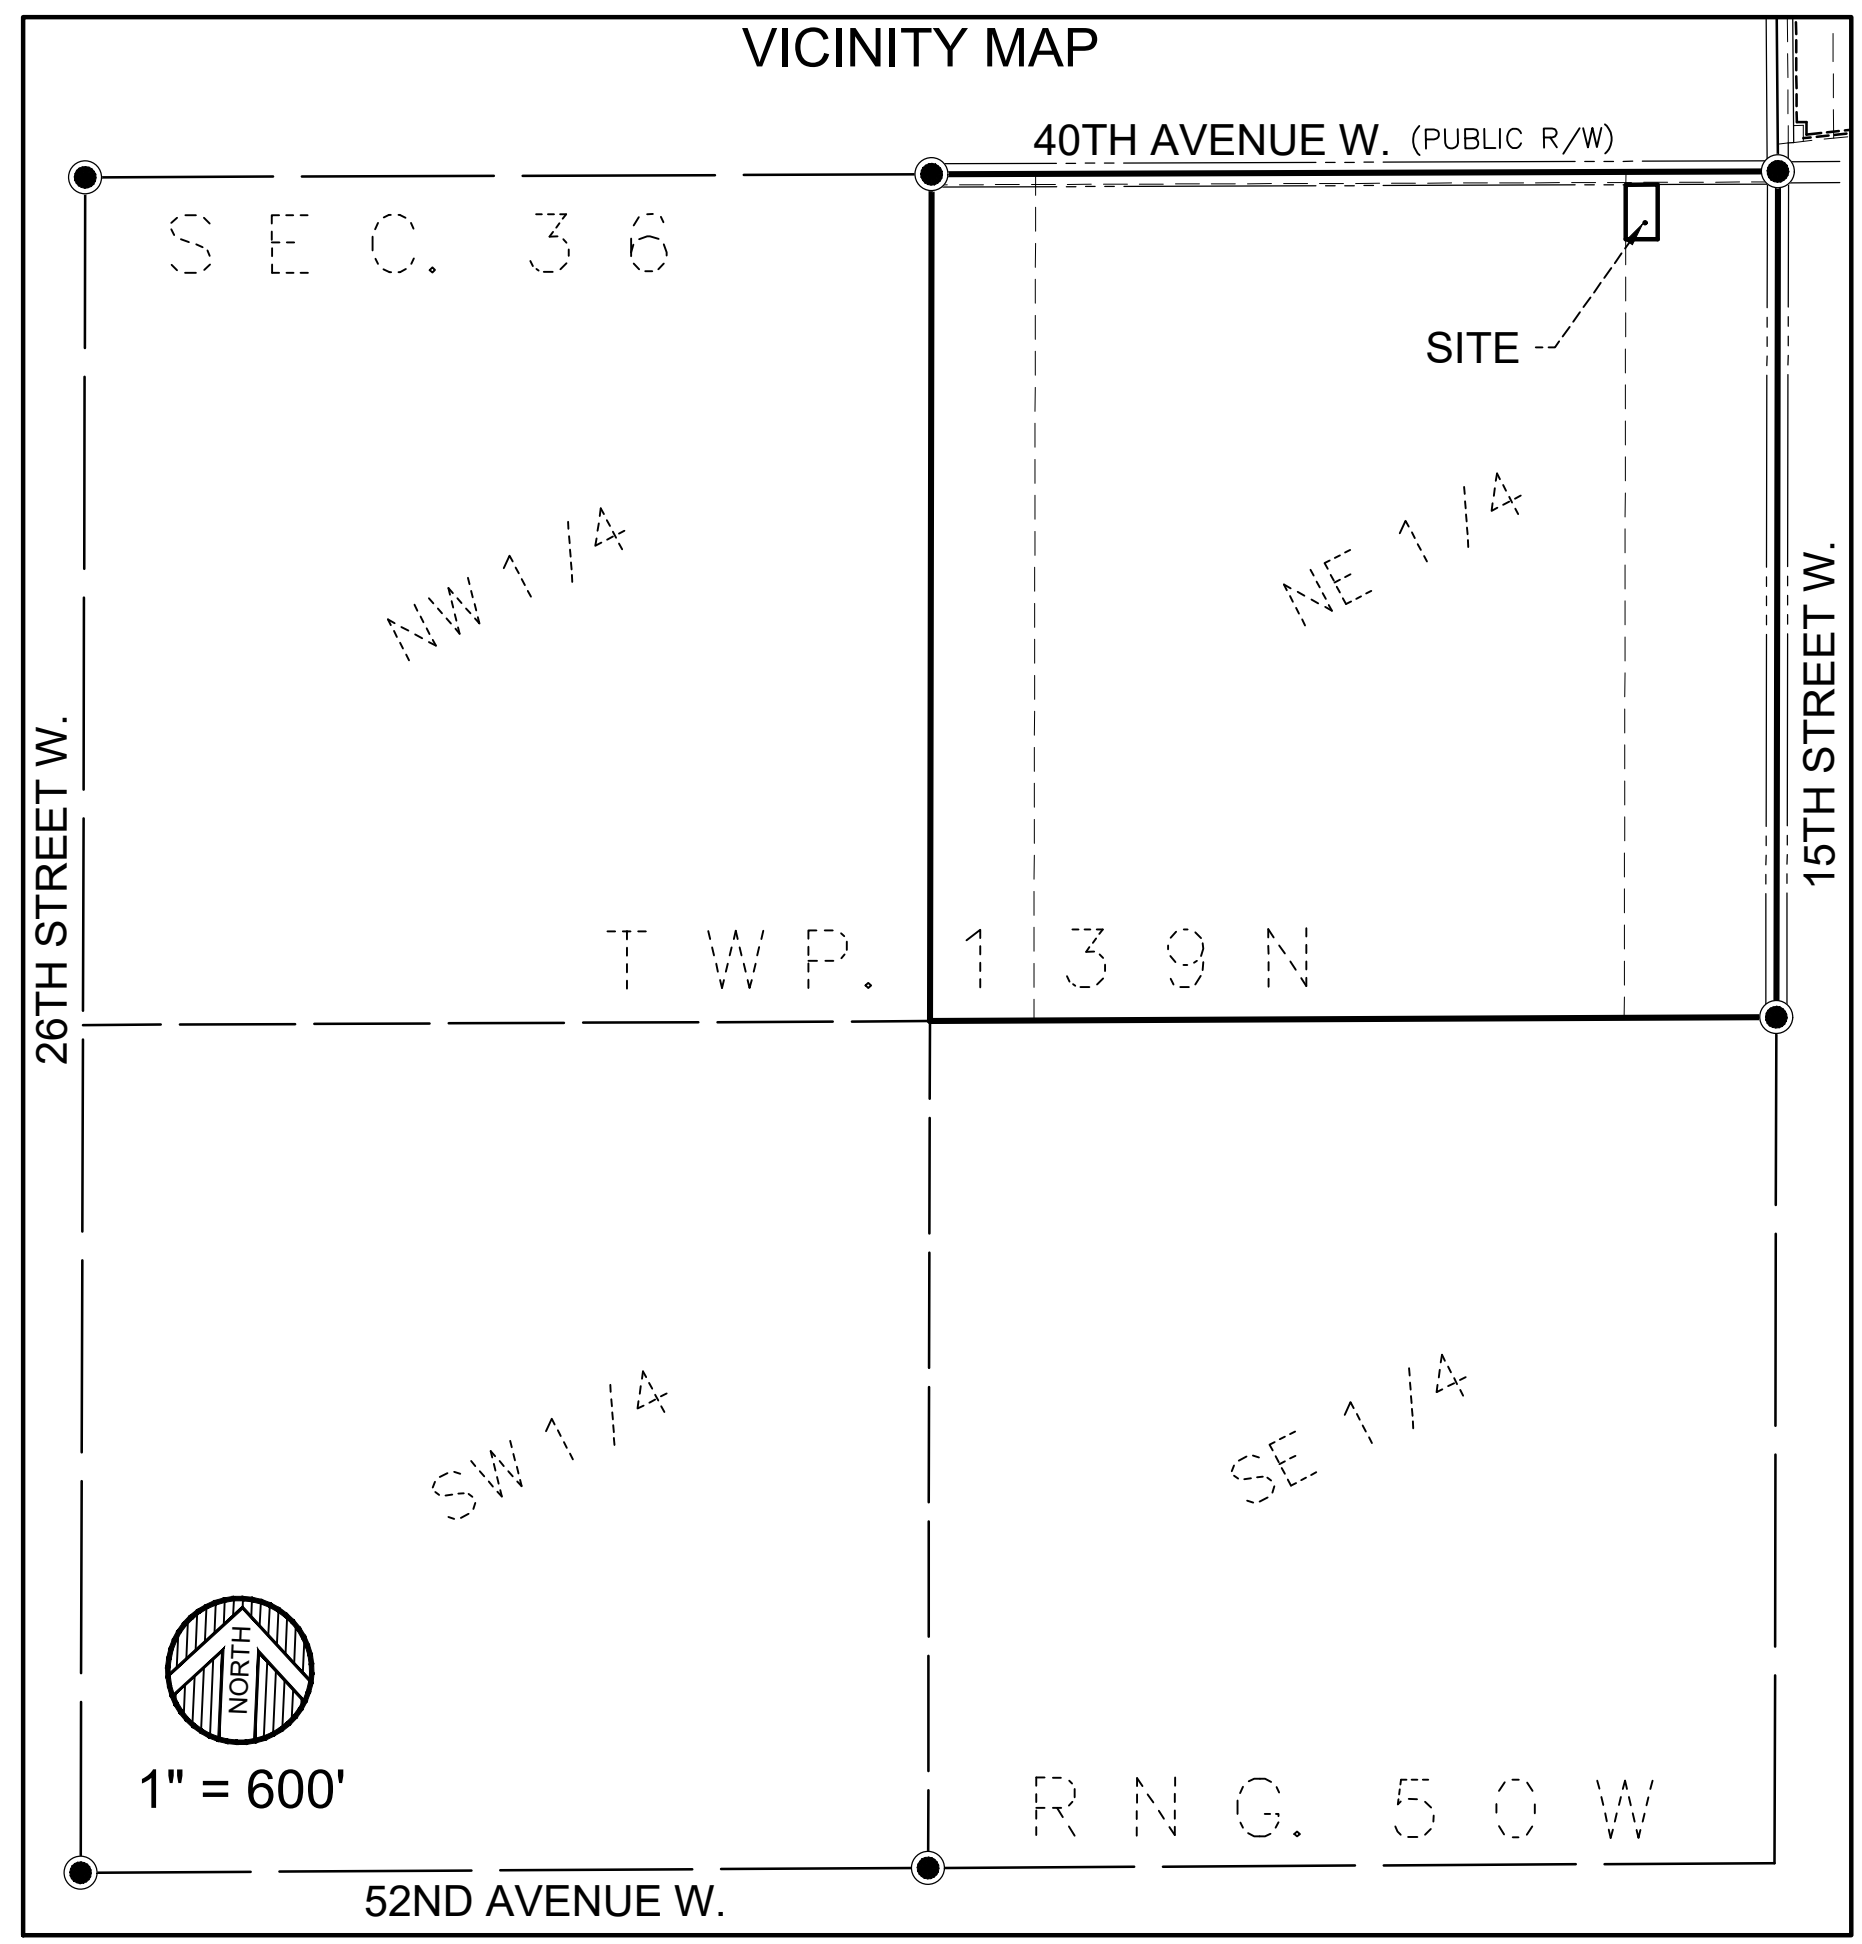 VICINITY MAP
40TH AVENUE W. (PUBLIC R/W)
SEC. 36
SITE
NW 1/4
NE 1/4
26TH STREET W.
15TH STREET W.
TWP. 139N
SW 1/4
SE 1/4
NORTH
1" = 600'
RNG. 50W
52ND AVENUE W.